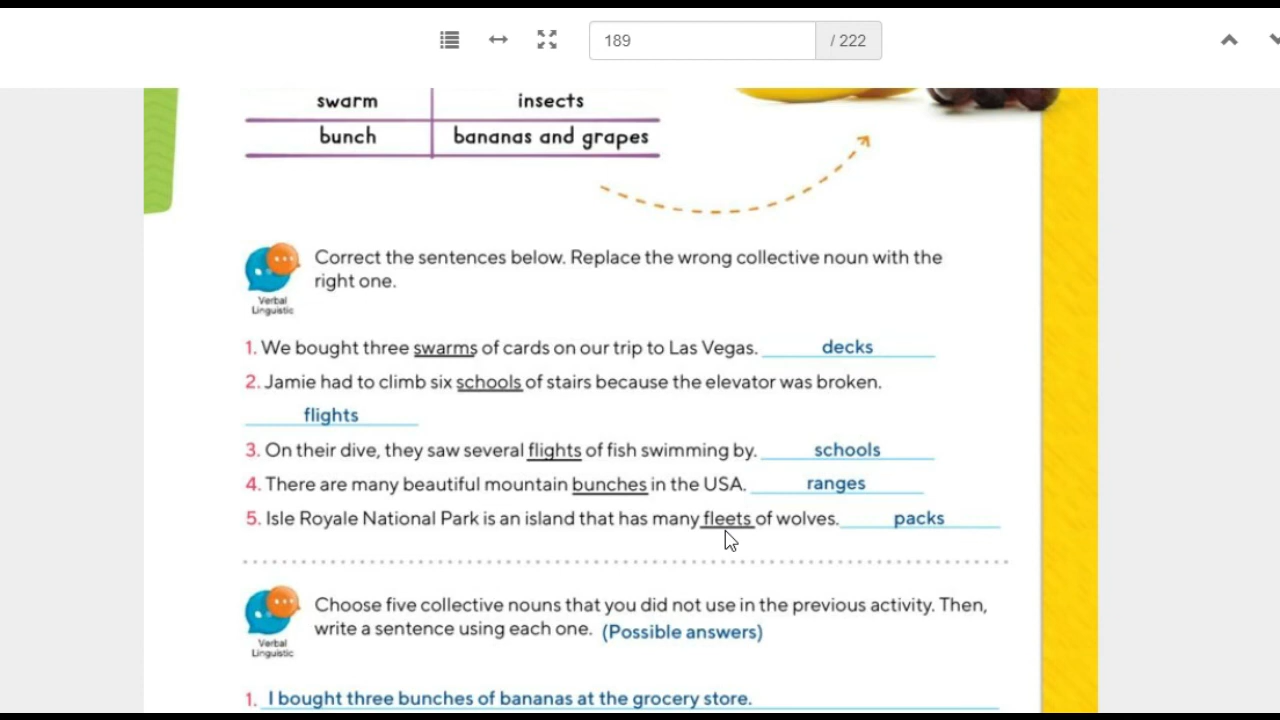 189 / 222
swarm insects
bunch bananas and grapes
Correct the sentences below. Replace the wrong collective noun with the
right one.
Verbal
Linguistic
1. We bought three swarms of cards on our trip to Las Vegas. decks
2. Jamie had to climb six schools of stairs because the elevator was broken.
flights
3. On their dive, they saw several flights of fish swimming by. schools
4. There are many beautiful mountain bunches in the USA. ranges
5. Isle Royale National Park is an island that has many fleets of wolves. packs
Choose five collective nouns that you did not use in the previous activity. Then,
write a sentence using each one. (Possible answers)
Verbal
Linguistic
1. I bought three bunches of bananas at the grocery store.